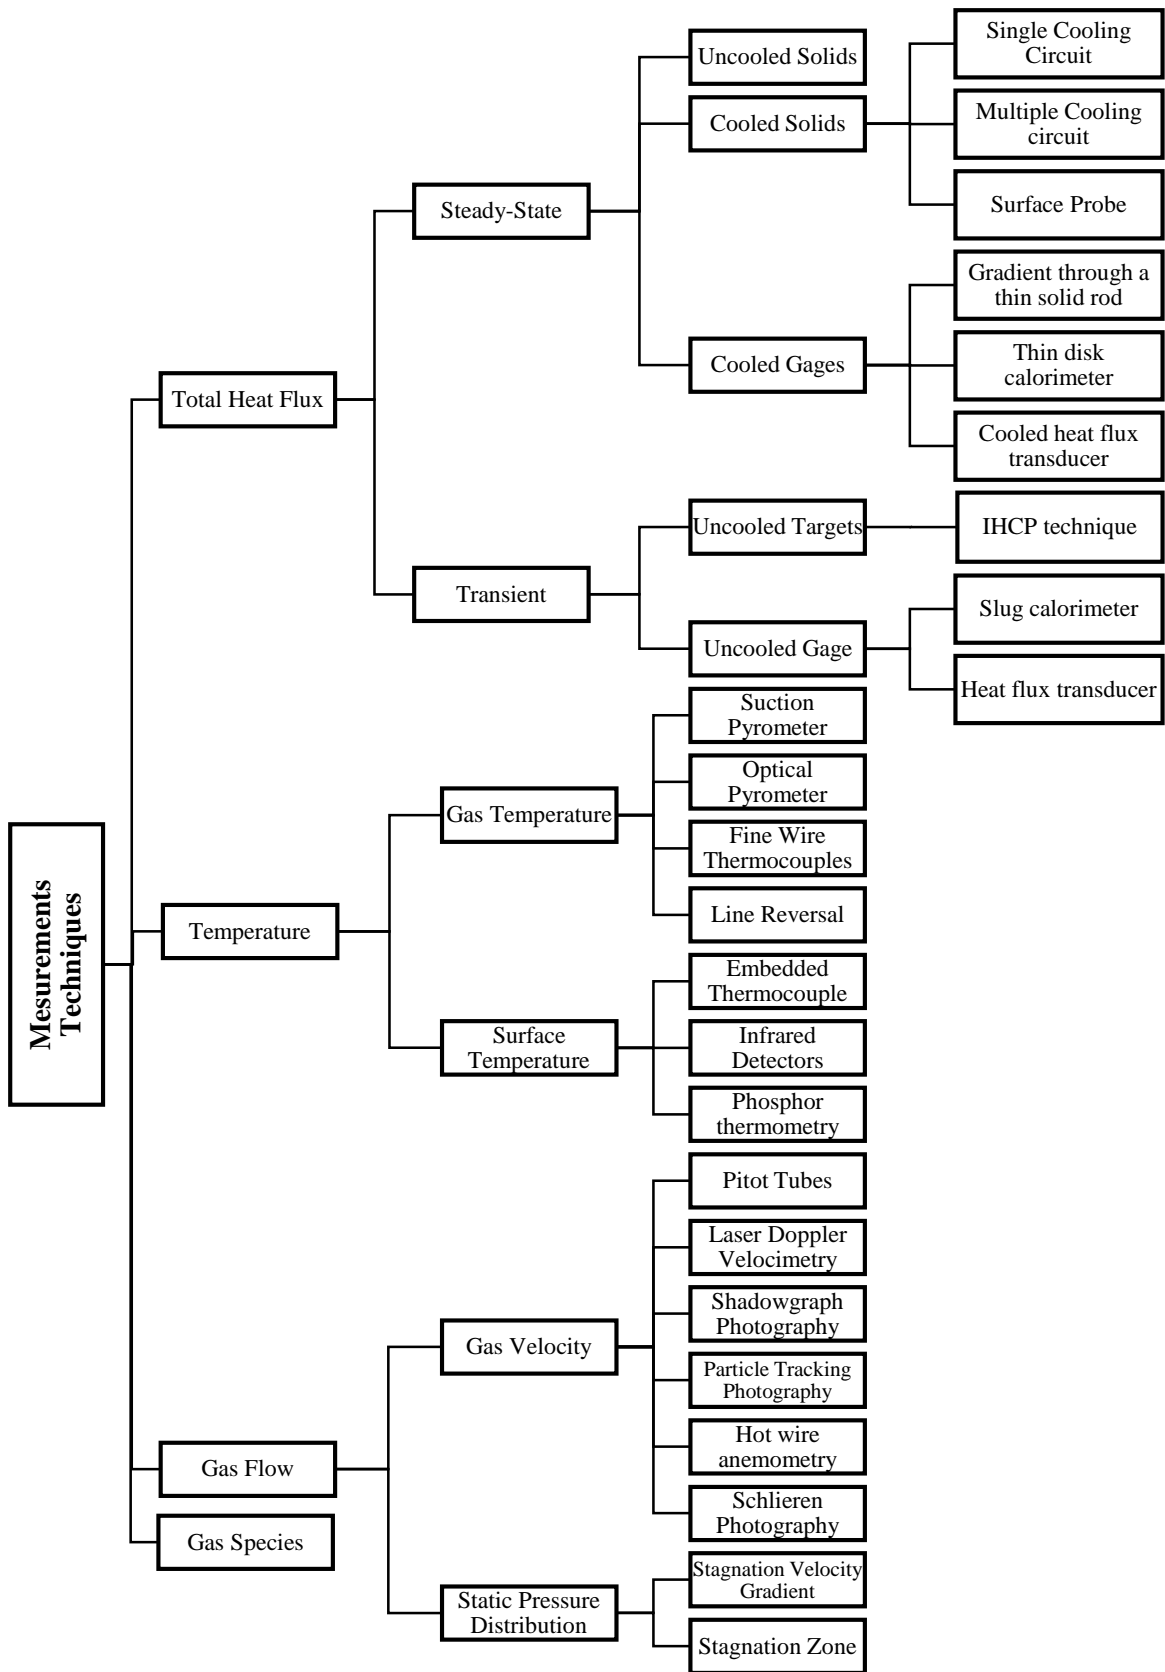 Mesurements
Techniques
Total Heat Flux
Steady-State
Uncooled Solids
Cooled Solids
Single Cooling
Circuit
Multiple Cooling
circuit
Surface Probe
Cooled Gages
Gradient through a
thin solid rod
Thin disk
calorimeter
Cooled heat flux
transducer
Transient
Uncooled Targets
IHCP technique
Uncooled Gage
Slug calorimeter
Heat flux transducer
Temperature
Gas Temperature
Suction
Pyrometer
Optical
Pyrometer
Fine Wire
Thermocouples
Line Reversal
Surface
Temperature
Embedded
Thermocouple
Infrared
Detectors
Phosphor
thermometry
Gas Flow
Gas Velocity
Pitot Tubes
Laser Doppler
Velocimetry
Shadowgraph
Photography
Particle Tracking
Photography
Hot wire
anemometry
Schlieren
Photography
Static Pressure
Distribution
Stagnation Velocity
Gradient
Stagnation Zone
Gas Species